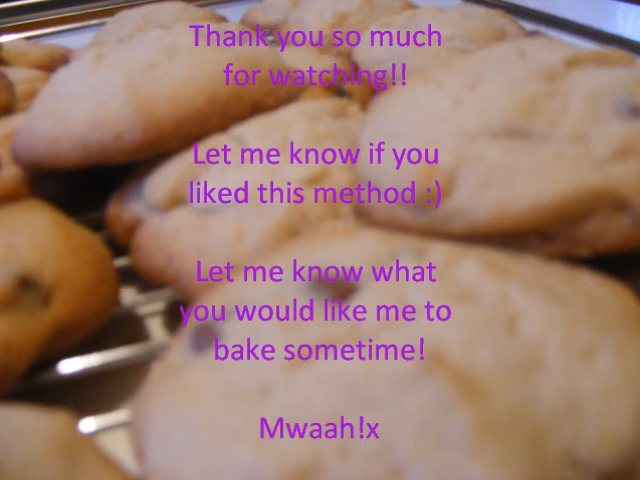 Thank you so much
for watching!!
Let me know if you
liked this method :)
Let me know what
you would like me to
bake sometime!
Mwaah!x